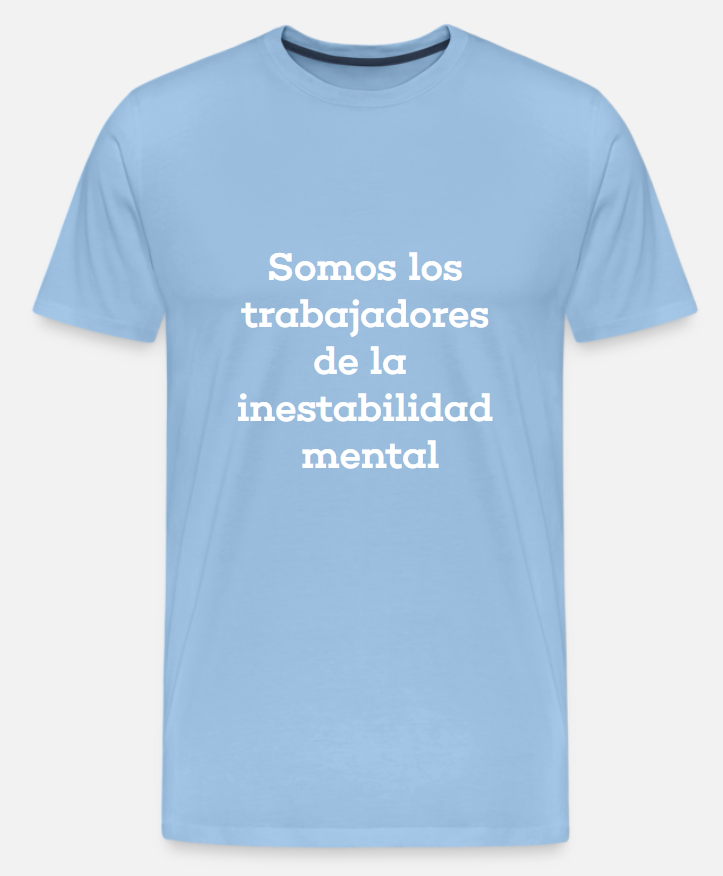 Somos los
trabajadores
de la
inestabilidad
mental